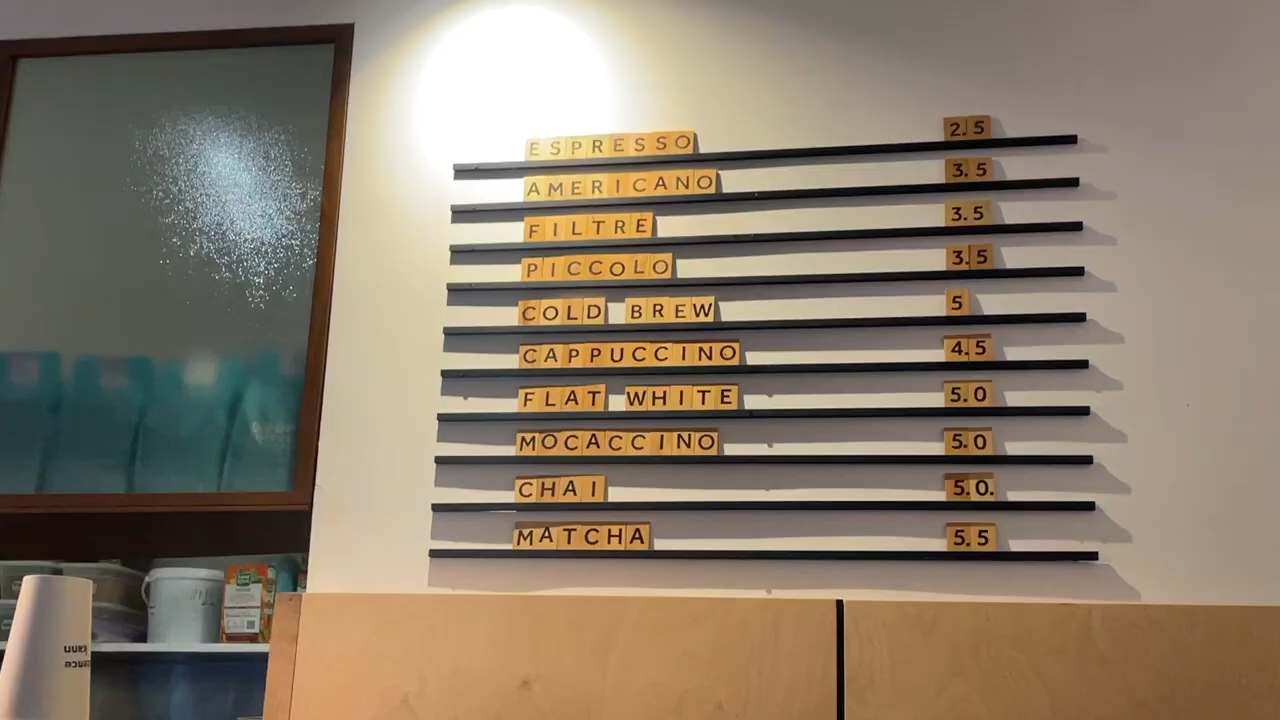 ESPRESSO 2.5
AMERICANO 3.5
FILTRE 3.5
PICCOLO 3.5
COLD BREW 5
CAPPUCCINO 4.5
FLAT WHITE 5.0
MOCACCINO 5.0
CHAI 5.0.
MATCHA 5.5
kann